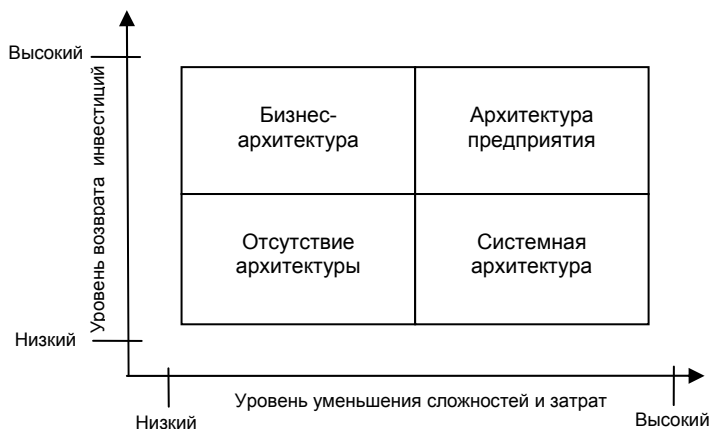 Высокий
Уровень возврата инвестиций
Бизнес-
архитектура
Архитектура
предприятия
Отсутствие
архитектуры
Системная
архитектура
Низкий
Уровень уменьшения сложностей и затрат
Низкий
Высокий